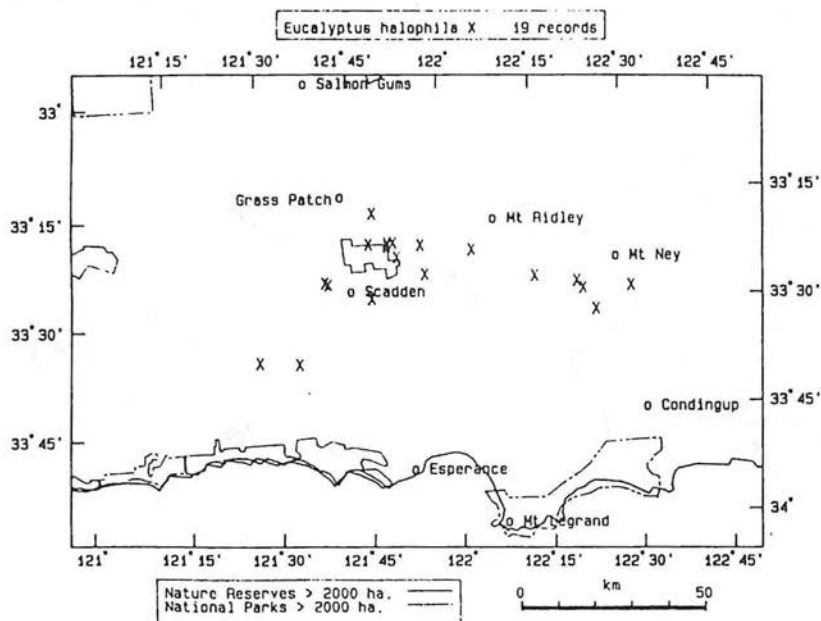 Eucalyptus halophila X 19 records
121°15' 121°30' 121°45' 122° 122°15' 122°30' 122°45'
Salmon Gums
33°
Grass Patch
33°15'
Mt Ridley
33°15'
Mt Ney
Scadden
33°30'
33°30'
33°45'
Condingup
33°45'
Esperance
34°
Mt Legrand
121° 121°15' 121°30' 121°45' 122° 122°15' 122°30' 122°45'
Nature Reserves > 2000 ha.
National Parks > 2000 ha.
km
0 50